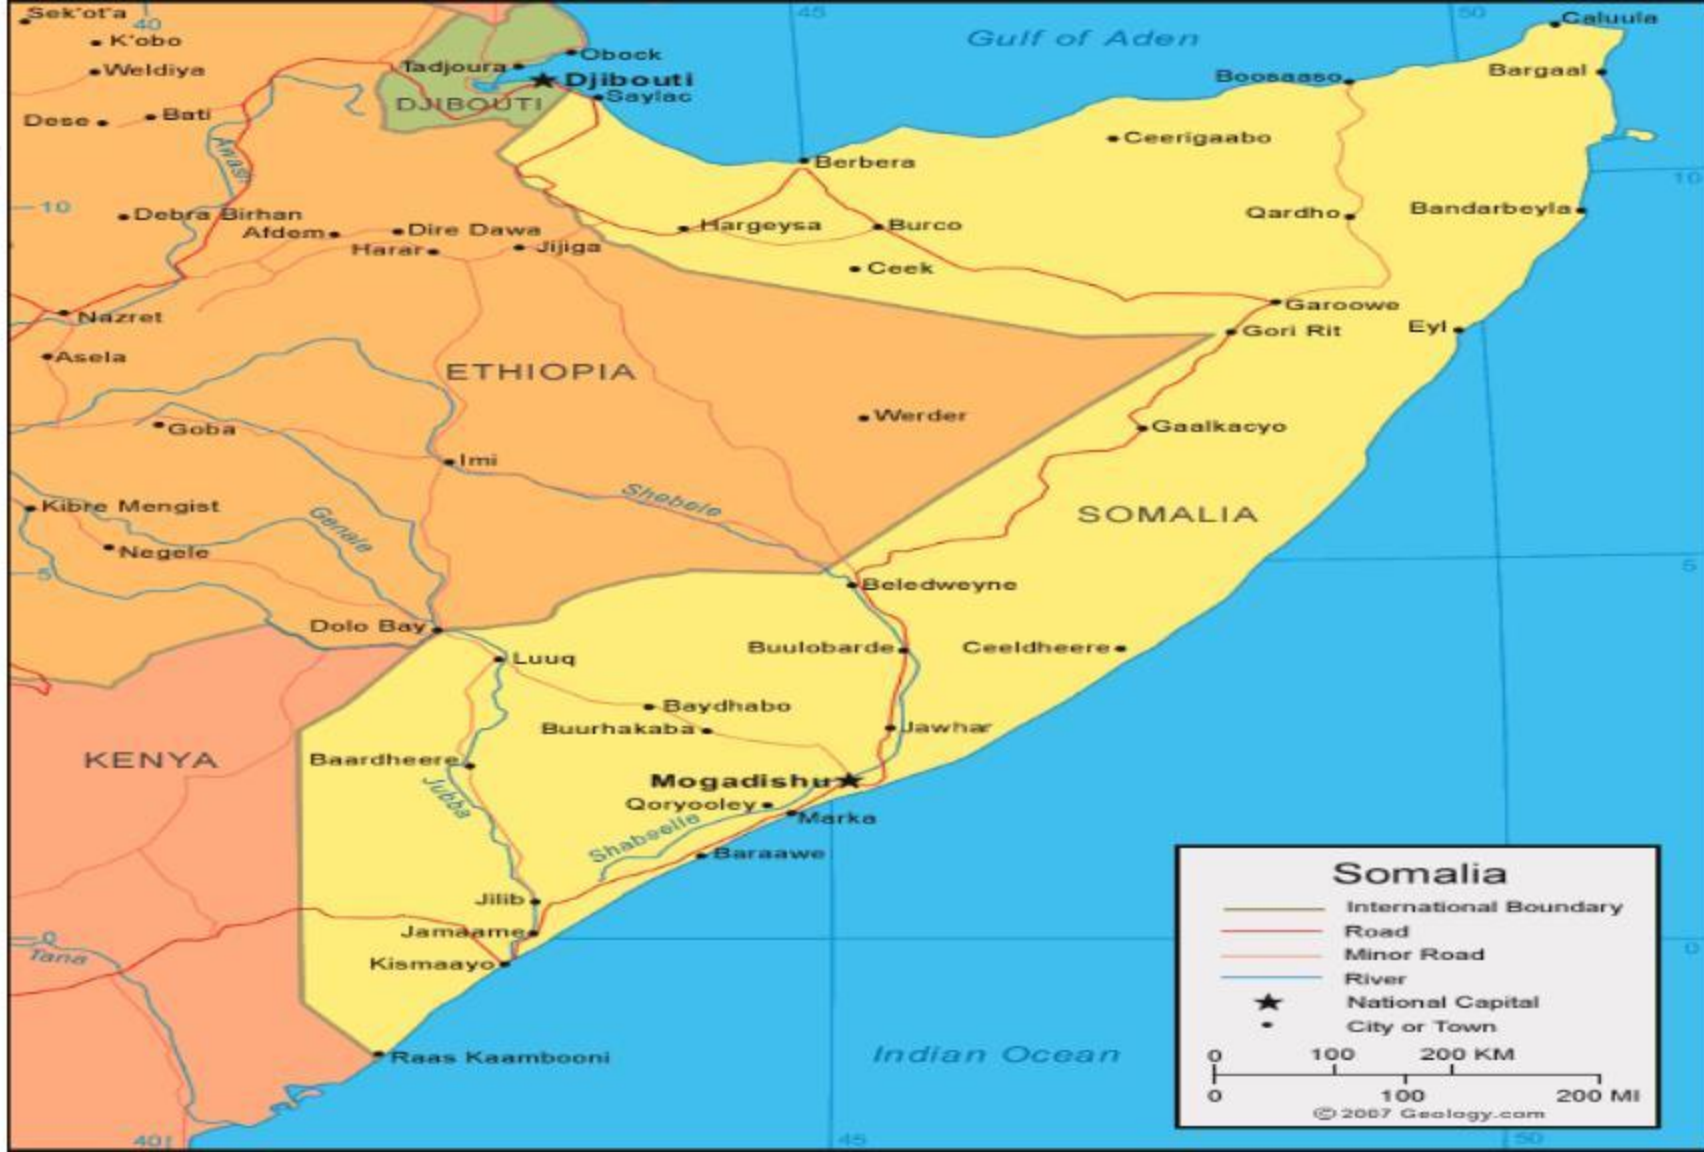 Sek'ot'a
40
45
50
Caluula
K'obo
Gulf of Aden
Obock
Weldiya
Tadjoura
Djibouti
Boosaaso
Bargaal
DJIBOUTI
Saylac
Dese
Bati
Ceerigaabo
Awash
Berbera
10
10
Debra Birhan
Qardho
Bandarbeyla
Afdem
Dire Dawa
Hargeysa
Burco
Harar
Jijiga
Ceek
Garoowe
Nazret
Gori Rit
Eyl
Asela
ETHIOPIA
Werder
Goba
Gaalkacyo
Imi
Shebele
Kibre Mengist
Genale
SOMALIA
Negele
5
5
Beledweyne
Dolo Bay
Buulobarde
Ceeldheere
Luuq
Baydhabo
Buurhakaba
Jawhar
KENYA
Baardheere
Mogadishu
Jubba
Qoryooley
Marka
Shabeelle
Baraawe
Jilib
Jamaame
0
0
Tana
Kismaayo
Raas Kaambooni
Indian Ocean
40
45
50
Somalia
International Boundary
Road
Minor Road
River
National Capital
City or Town
0 100 200 KM
0 100 200 MI
© 2007 Geology.com